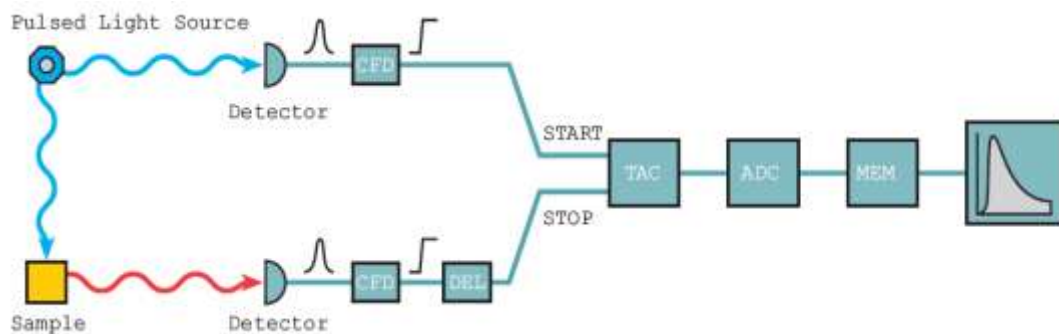 Pulsed Light Source
CFD
Detector
START
TAC
ADC
MEM
STOP
CFD
DEL
Sample
Detector